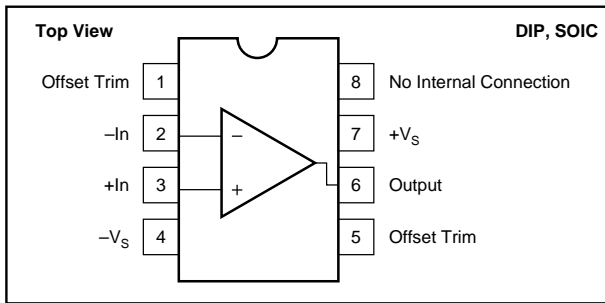 Top View DIP, SOIC
Offset Trim 1 8 No Internal Connection
–In 2 – 7 +VS
+In 3 + 6 Output
–VS 4 5 Offset Trim